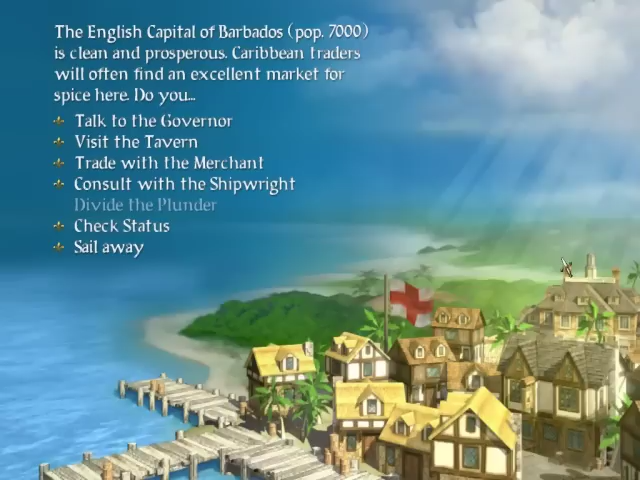 The English Capital of Barbados (pop. 7000)
is clean and prosperous. Caribbean traders
will often find an excellent market for
spice here. Do you...
Talk to the Governor
Visit the Tavern
Trade with the Merchant
Consult with the Shipwright
Divide the Plunder
Check Status
Sail away